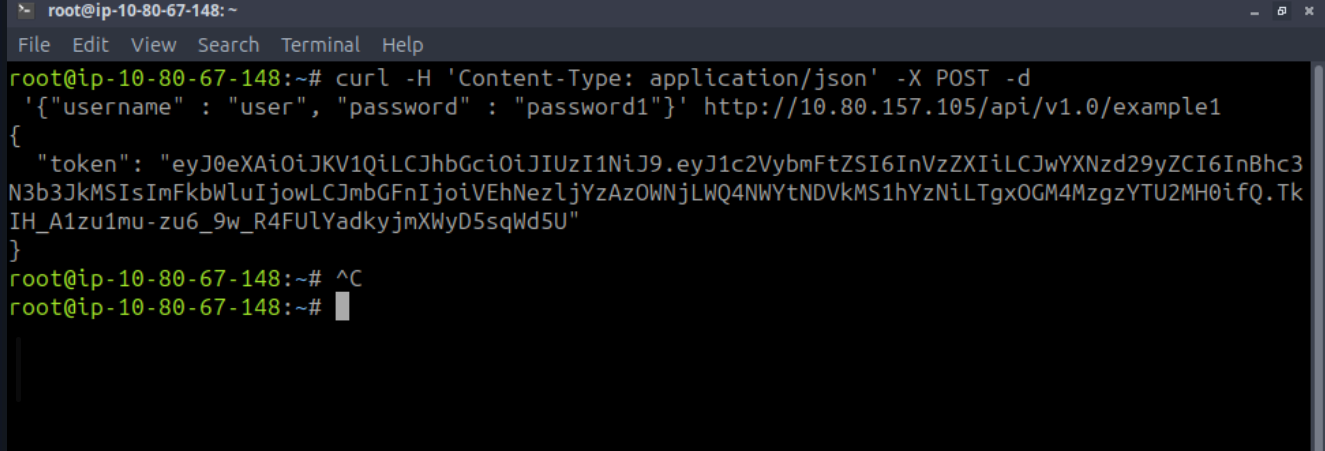 root@ip-10-80-67-148: ~
File Edit View Search Terminal Help
root@ip-10-80-67-148:~# curl -H 'Content-Type: application/json' -X POST -d
'{"username" : "user", "password" : "password1"}' http://10.80.157.105/api/v1.0/example1
{
  "token": "eyJ0eXAiOiJKV1QiLCJhbGciOiJIUzI1NiJ9.eyJ1c2VybmFtZSI6InVzZXIiLCJwYXNzd29yZCI6InBhc3
N3b3JkMSIsImFkbWluIjowLCJmbGFnIjoiVEhNezljYzAzOWNjLWQ4NWYtNDVkMS1hYzNiLTgxOGM4MzgzYTU2MH0ifQ.Tk
IH_A1zu1mu-zu6_9w_R4FUlYadkyjmXWyD5sqWd5U"
}
root@ip-10-80-67-148:~# ^C
root@ip-10-80-67-148:~#